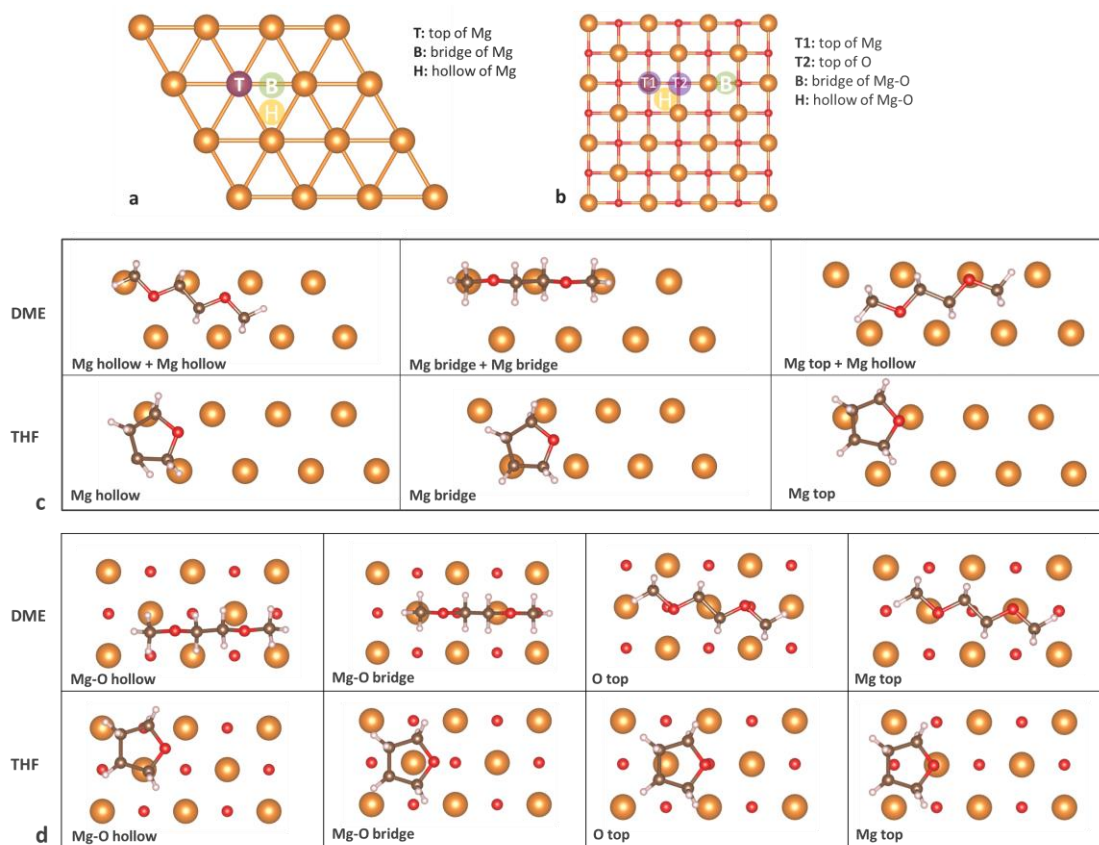 T: top of Mg
B: bridge of Mg
H: hollow of Mg
T B
H
a
T1: top of Mg
T2: top of O
B: bridge of Mg-O
H: hollow of Mg-O
T1 T2 B
H
b
DME
Mg hollow + Mg hollow
Mg bridge + Mg bridge
Mg top + Mg hollow
THF
Mg hollow
Mg bridge
Mg top
c
DME
Mg-O hollow
Mg-O bridge
O top
Mg top
THF
Mg-O hollow
Mg-O bridge
O top
Mg top
d